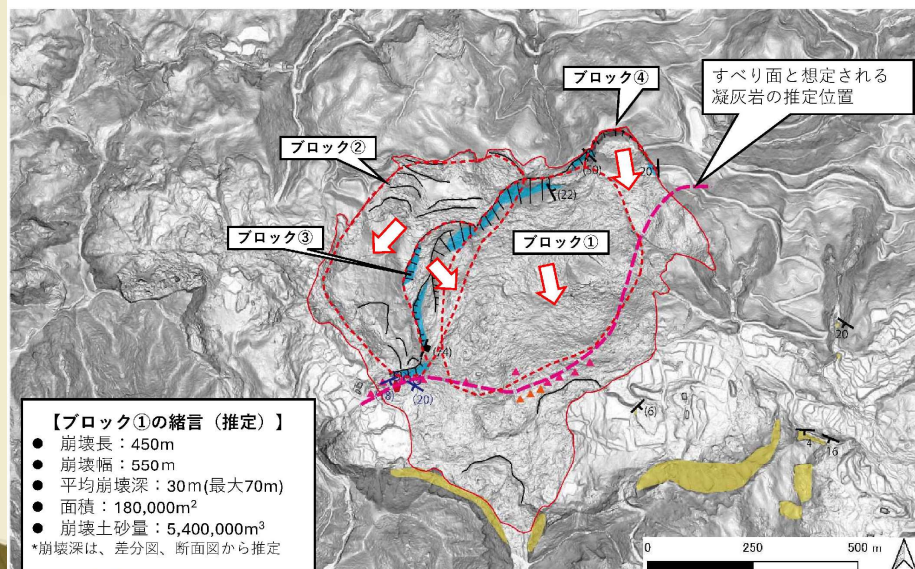 ブロック④
すべり面と想定される
凝灰岩の推定位置
ブロック②
20
(50)
(22)
ブロック③
ブロック①
20
(24)
(8)
(20)
(6)
4
16
【ブロック①の緒言（推定）】
● 崩壊長：450m
● 崩壊幅：550m
● 平均崩壊深：30m(最大70m)
● 面積：180,000m²
● 崩壊土砂量：5,400,000m³
*崩壊深は、差分図、断面図から推定
0 250 500 m